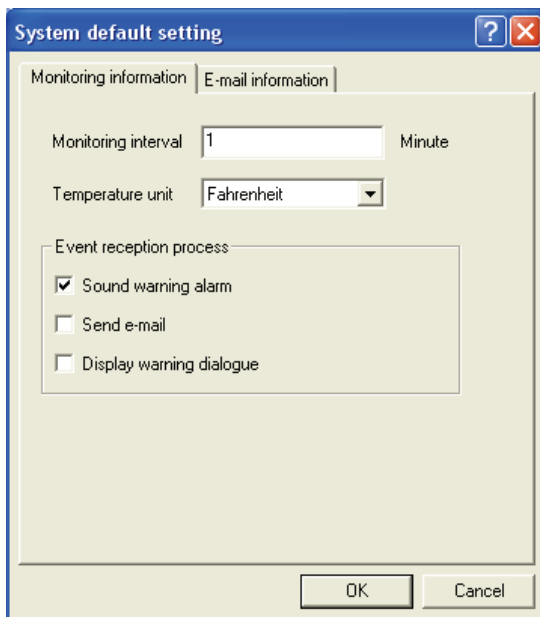 System default setting
Monitoring information E-mail information
Monitoring interval 1 Minute
Temperature unit Fahrenheit
Event reception process
Sound warning alarm
Send e-mail
Display warning dialogue
OK Cancel